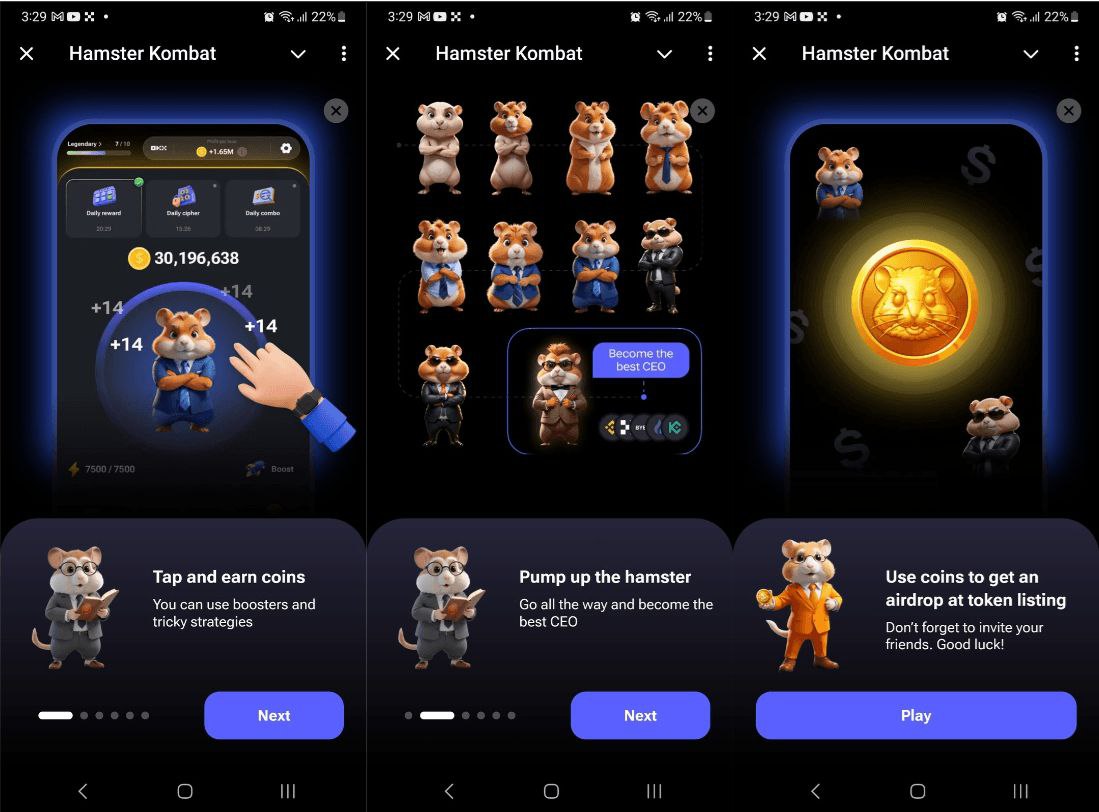 3:29
22%
Hamster Kombat
Legendary >
7 / 10
Profit per hour
+1.65M
Daily reward
20:29
Daily cipher
15:26
Daily combo
08:29
30,196,638
+14
+14
+14
+14
7500 / 7500
Boost
Tap and earn coins
You can use boosters and
tricky strategies
Next
3:29
22%
Hamster Kombat
Become the
best CEO
Pump up the hamster
Go all the way and become the
best CEO
Next
3:29
22%
Hamster Kombat
Use coins to get an
airdrop at token listing
Don't forget to invite your
friends. Good luck!
Play